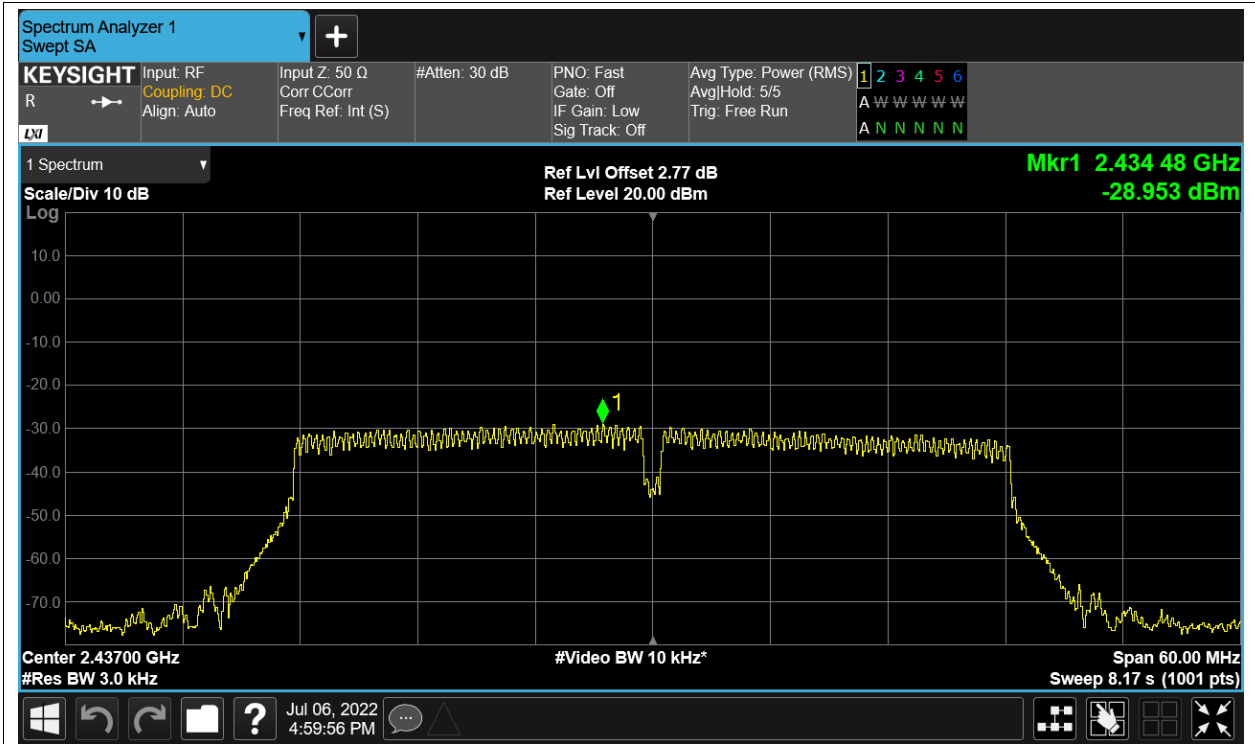 Spectrum Analyzer 1
Swept SA
KEYSIGHT
R
LXI
Input: RF
Coupling: DC
Align: Auto
Input Z: 50 Ω
Corr CCorr
Freq Ref: Int (S)
#Atten: 30 dB
PNO: Fast
Gate: Off
IF Gain: Low
Sig Track: Off
Avg Type: Power (RMS)
Avg|Hold: 5/5
Trig: Free Run
1 2 3 4 5 6
A W W W W W
A N N N N N
1 Spectrum
Scale/Div 10 dB
Log
Ref Lvl Offset 2.77 dB
Ref Level 20.00 dBm
Mkr1 2.434 48 GHz
-28.953 dBm
10.0
0.00
-10.0
-20.0
1
-30.0
-40.0
-50.0
-60.0
-70.0
Center 2.43700 GHz
#Res BW 3.0 kHz
#Video BW 10 kHz*
Span 60.00 MHz
Sweep 8.17 s (1001 pts)
?
Jul 06, 2022
4:59:56 PM